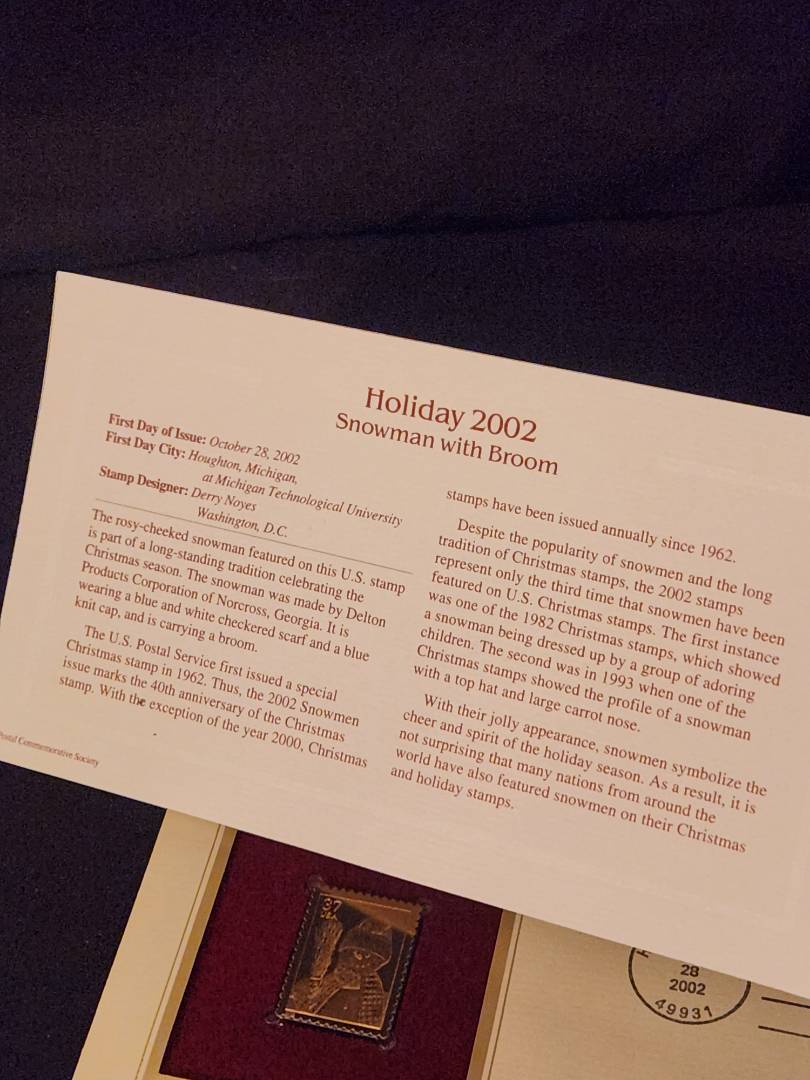 Holiday 2002
Snowman with Broom
First Day of Issue: October 28, 2002
First Day City: Houghton, Michigan,
at Michigan Technological University
Stamp Designer: Derry Noyes
Washington, D.C.
The rosy-cheeked snowman featured on this U.S. stamp
is part of a long-standing tradition celebrating the
Christmas season. The snowman was made by Delton
Products Corporation of Norcross, Georgia. It is
wearing a blue and white checkered scarf and a blue
knit cap, and is carrying a broom.
The U.S. Postal Service first issued a special
Christmas stamp in 1962. Thus, the 2002 Snowmen
issue marks the 40th anniversary of the Christmas
stamp. With the exception of the year 2000, Christmas
stamps have been issued annually since 1962.
Despite the popularity of snowmen and the long
tradition of Christmas stamps, the 2002 stamps
represent only the third time that snowmen have been
featured on U.S. Christmas stamps. The first instance
was one of the 1982 Christmas stamps, which showed
a snowman being dressed up by a group of adoring
children. The second was in 1993 when one of the
Christmas stamps showed the profile of a snowman
with a top hat and large carrot nose.
With their jolly appearance, snowmen symbolize the
cheer and spirit of the holiday season. As a result, it is
not surprising that many nations from around the
world have also featured snowmen on their Christmas
and holiday stamps.
Postal Commemorative Society
37
USA
28
2002
49931